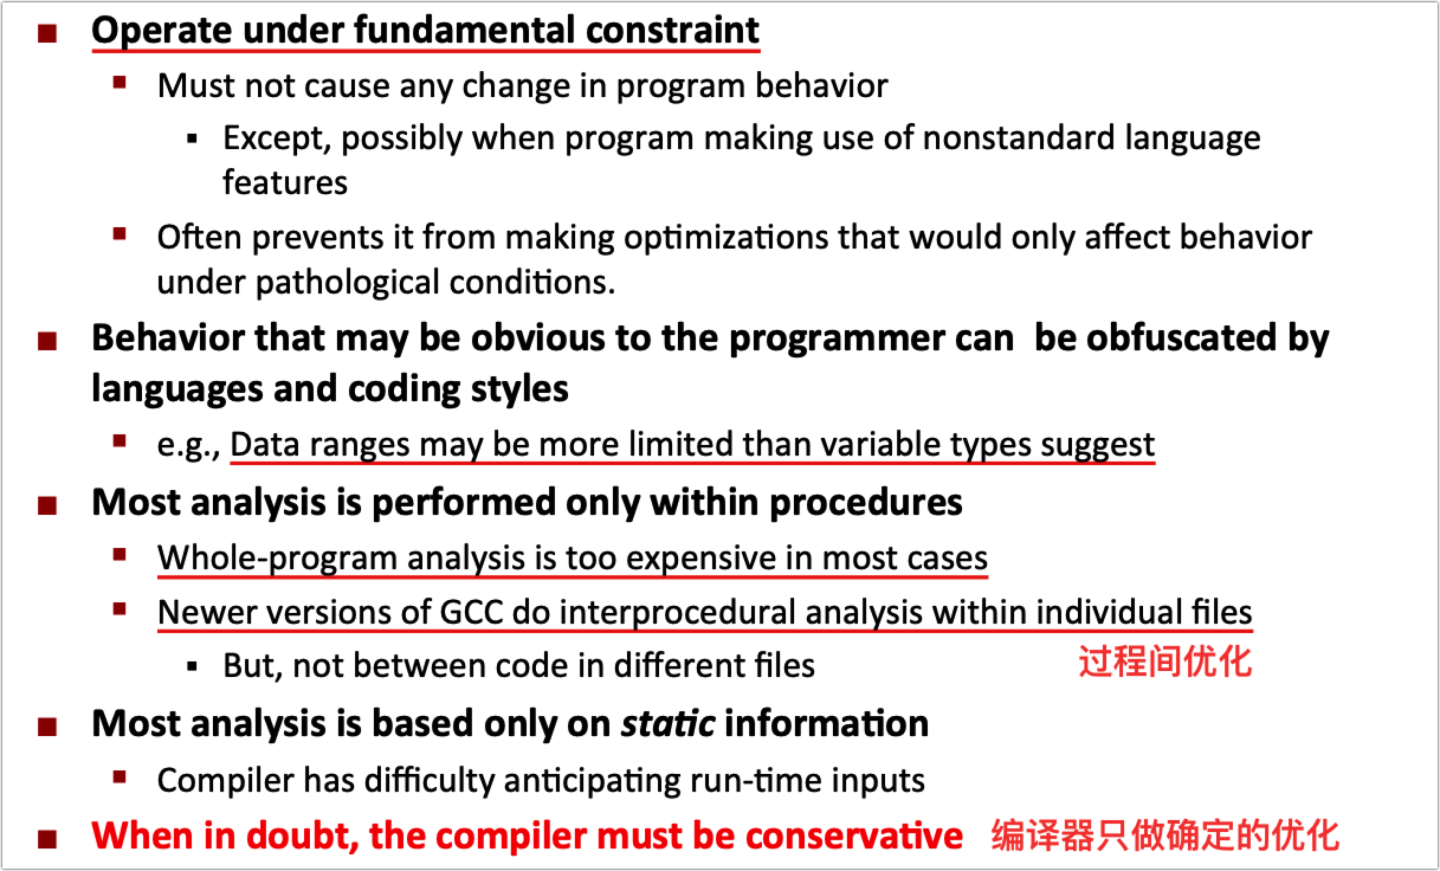 Operate under fundamental constraint
Must not cause any change in program behavior
Except, possibly when program making use of nonstandard language
features
Often prevents it from making optimizations that would only affect behavior
under pathological conditions.
Behavior that may be obvious to the programmer can  be obfuscated by
languages and coding styles
e.g., Data ranges may be more limited than variable types suggest
Most analysis is performed only within procedures
Whole-program analysis is too expensive in most cases
Newer versions of GCC do interprocedural analysis within individual files
But, not between code in different files 过程间优化
Most analysis is based only on static information
Compiler has difficulty anticipating run-time inputs
When in doubt, the compiler must be conservative 编译器只做确定的优化